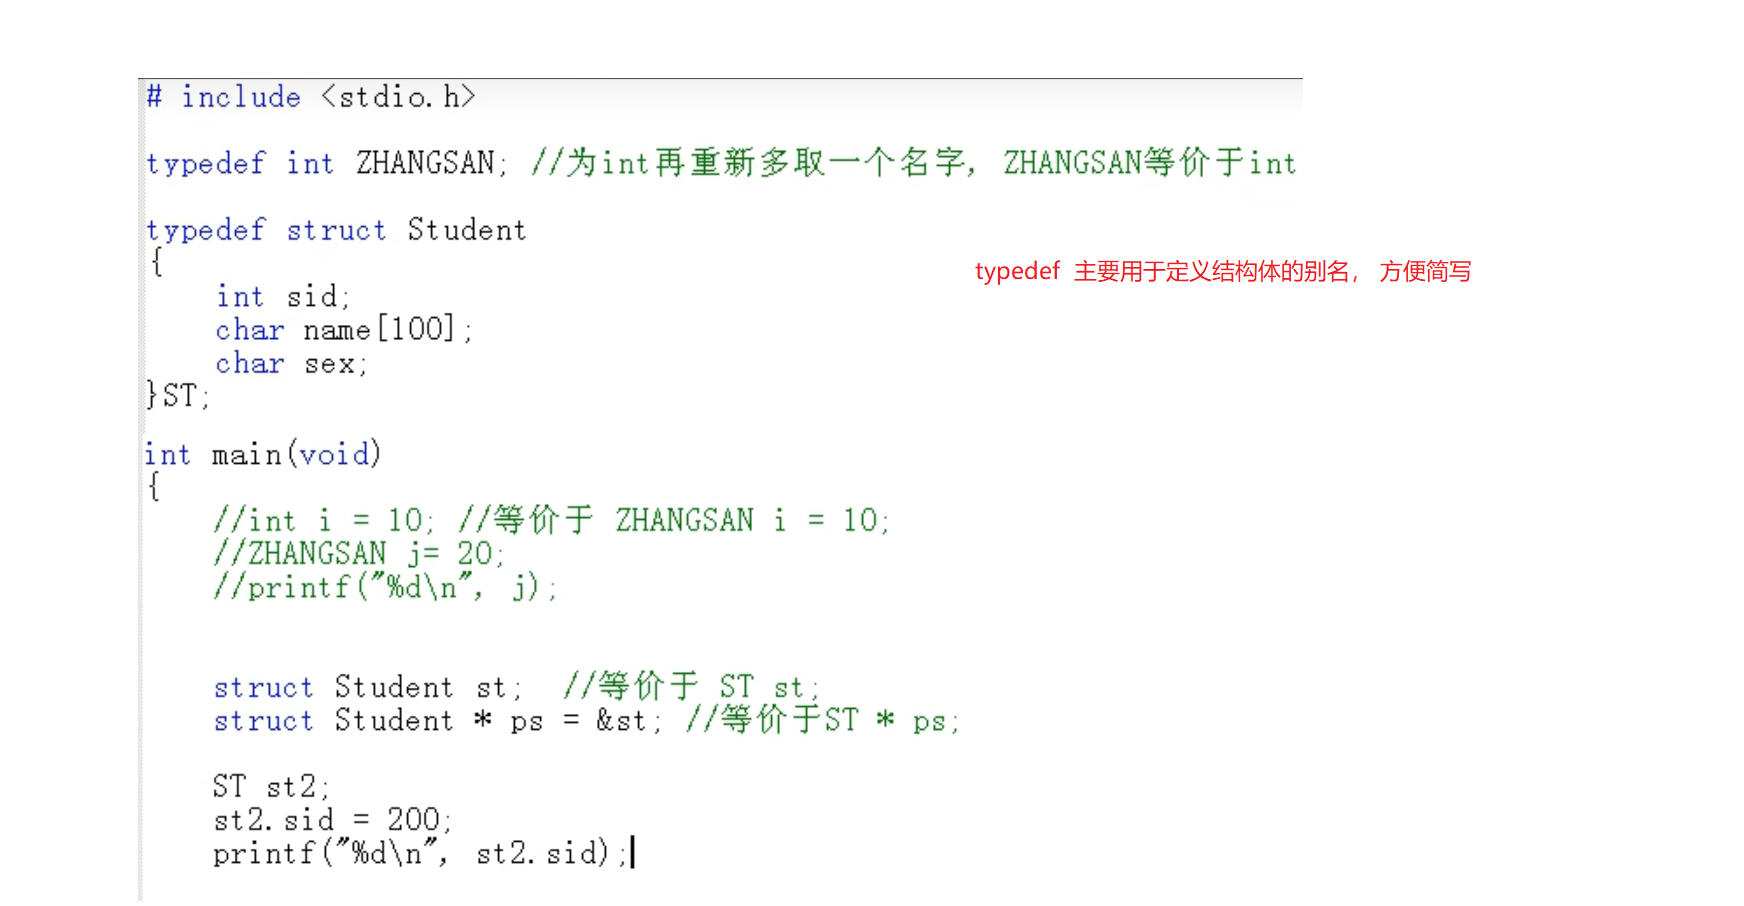 # include <stdio.h>
typedef int ZHANGSAN; //为int再重新多取一个名字, ZHANGSAN等价于int
typedef struct Student
{
typedef 主要用于定义结构体的别名， 方便简写
int sid;
char name[100];
char sex;
}ST;
int main(void)
{
//int i = 10; //等价于 ZHANGSAN i = 10;
//ZHANGSAN j= 20;
//printf("%d\n", j);
struct Student st; //等价于 ST st;
struct Student * ps = &st; //等价于ST * ps;
ST st2;
st2.sid = 200;
printf("%d\n", st2.sid);